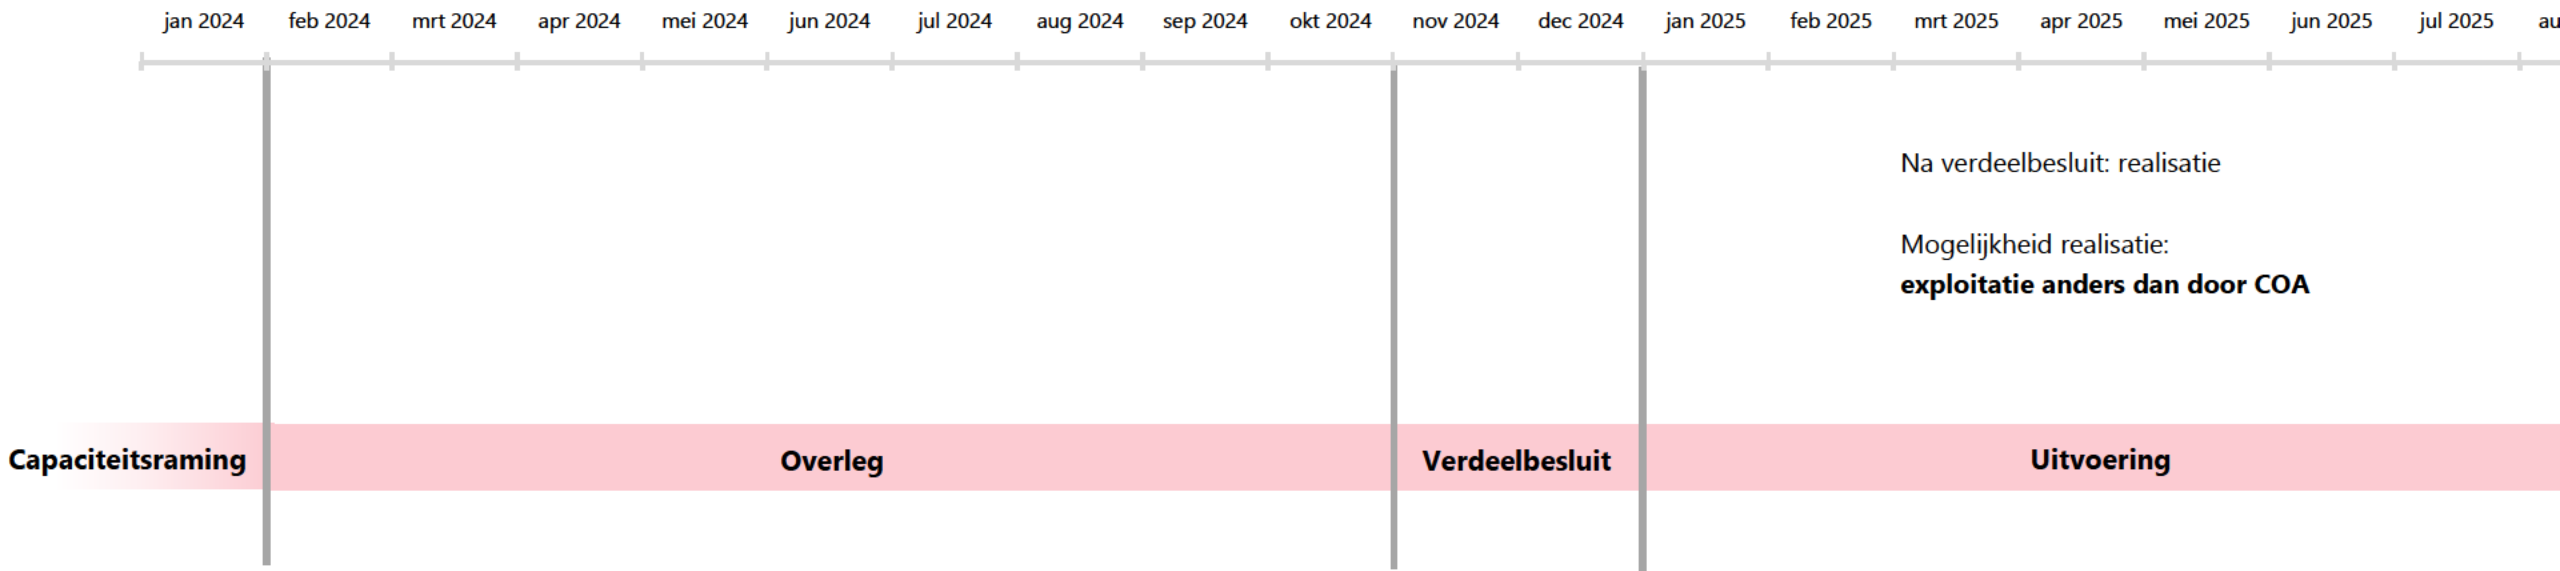 jan 2024 feb 2024 mrt 2024 apr 2024 mei 2024 jun 2024 jul 2024 aug 2024 sep 2024 okt 2024 nov 2024 dec 2024 jan 2025 feb 2025 mrt 2025 apr 2025 mei 2025 jun 2025 jul 2025
Na verdeelbesluit: realisatie
Mogelijkheid realisatie:
exploitatie anders dan door COA
Capaciteitsraming Overleg Verdeelbesluit Uitvoering